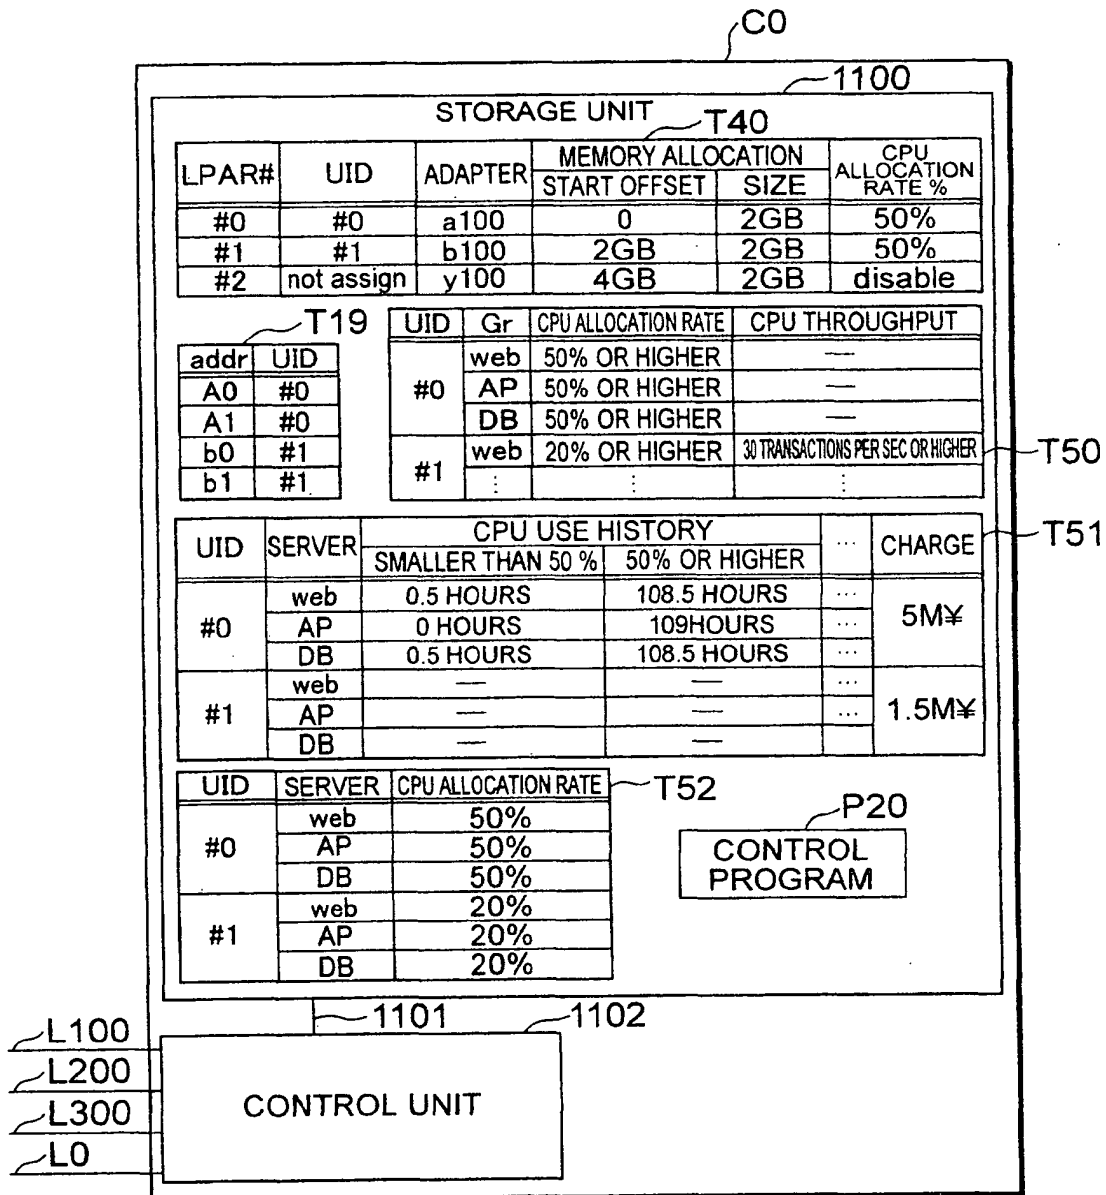 C0
1100
STORAGE UNIT
T40
LPAR# UID ADAPTER MEMORY ALLOCATION CPU ALLOCATION RATE %
START OFFSET SIZE
#0 #0 a100 0 2GB 50%
#1 #1 b100 2GB 2GB 50%
#2 not assign y100 4GB 2GB disable
T19
addr UID
A0 #0
A1 #0
b0 #1
b1 #1
UID Gr CPU ALLOCATION RATE CPU THROUGHPUT
#0 web 50% OR HIGHER —
AP 50% OR HIGHER —
DB 50% OR HIGHER —
#1 web 20% OR HIGHER 30 TRANSACTIONS PER SEC OR HIGHER
⋮ ⋮ ⋮
T50
UID SERVER CPU USE HISTORY ... CHARGE
SMALLER THAN 50 % 50% OR HIGHER
T51
#0 web 0.5 HOURS 108.5 HOURS ... 5M¥
AP 0 HOURS 109HOURS ...
DB 0.5 HOURS 108.5 HOURS ...
#1 web — — ... 1.5M¥
AP — — ...
DB — —
UID SERVER CPU ALLOCATION RATE
T52
#0 web 50%
AP 50%
DB 50%
#1 web 20%
AP 20%
DB 20%
P20
CONTROL
PROGRAM
1101
1102
L100
L200
L300
L0
CONTROL UNIT